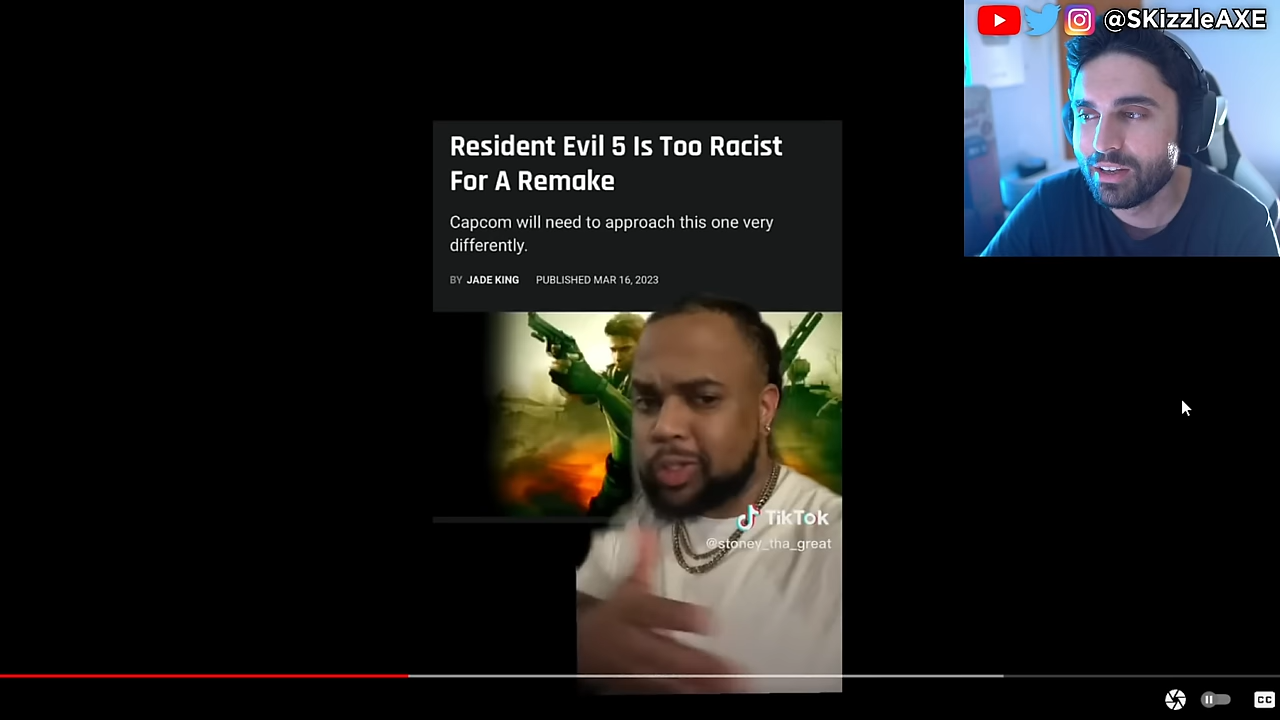 @SKizzleAXE
Resident Evil 5 Is Too Racist
For A Remake
Capcom will need to approach this one very
differently.
BY JADE KING PUBLISHED MAR 16, 2023
TikTok
@stoney_tha_great
CC